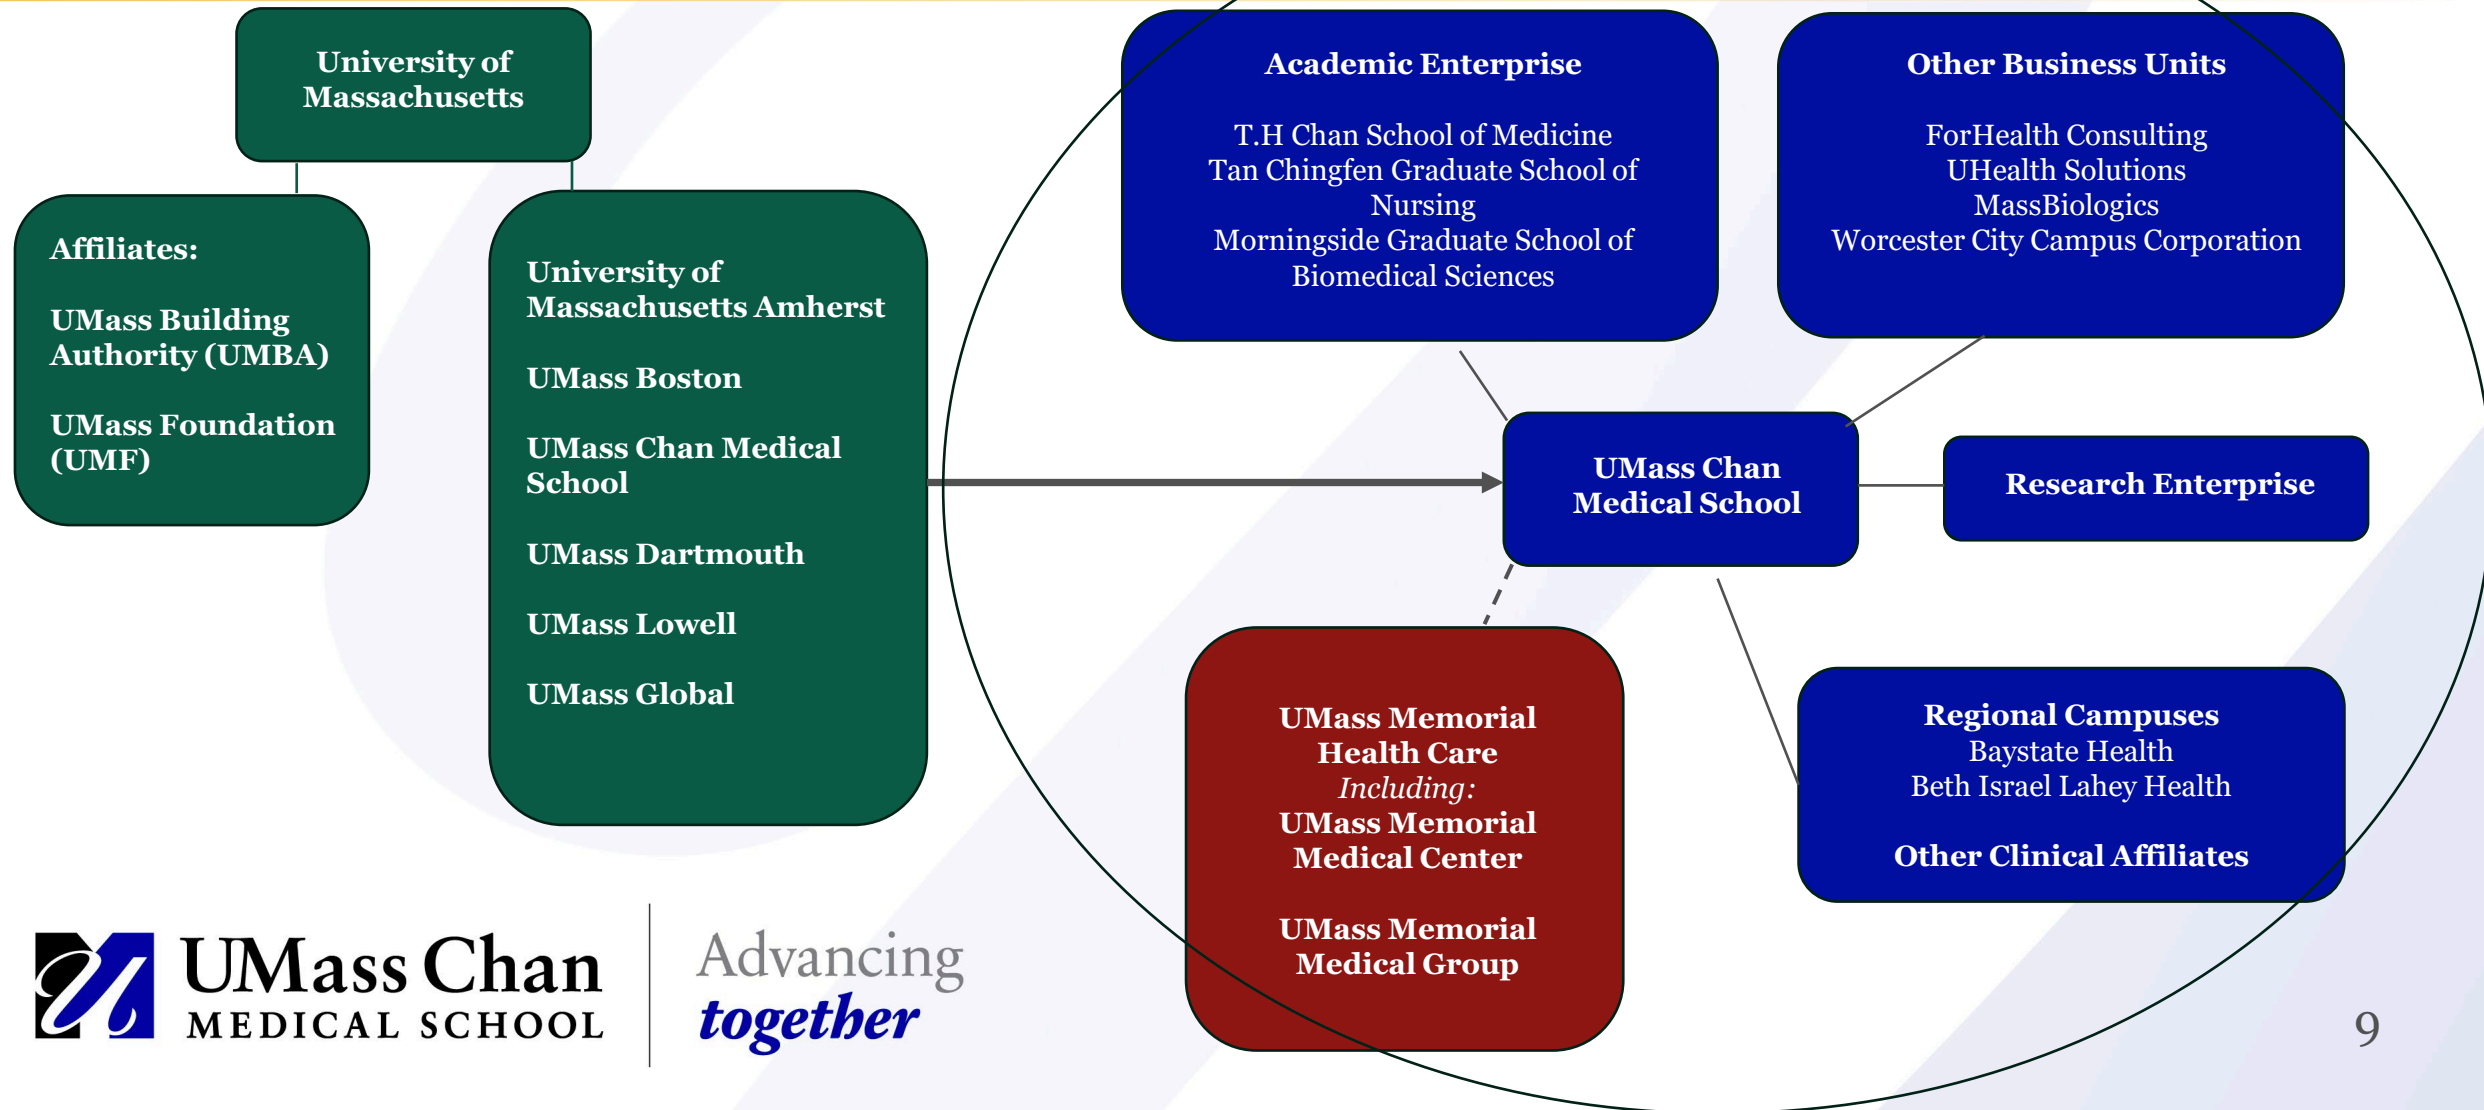 University of
Massachusetts
Affiliates:
UMass Building
Authority (UMBA)
UMass Foundation
(UMF)
University of
Massachusetts Amherst
UMass Boston
UMass Chan Medical
School
UMass Dartmouth
UMass Lowell
UMass Global
Academic Enterprise
T.H Chan School of Medicine
Tan Chingfen Graduate School of
Nursing
Morningside Graduate School of
Biomedical Sciences
Other Business Units
ForHealth Consulting
UHealth Solutions
MassBiologics
Worcester City Campus Corporation
UMass Chan
Medical School
Research Enterprise
UMass Memorial
Health Care
Including:
UMass Memorial
Medical Center
UMass Memorial
Medical Group
Regional Campuses
Baystate Health
Beth Israel Lahey Health
Other Clinical Affiliates
UMass Chan
MEDICAL SCHOOL
Advancing
together
9